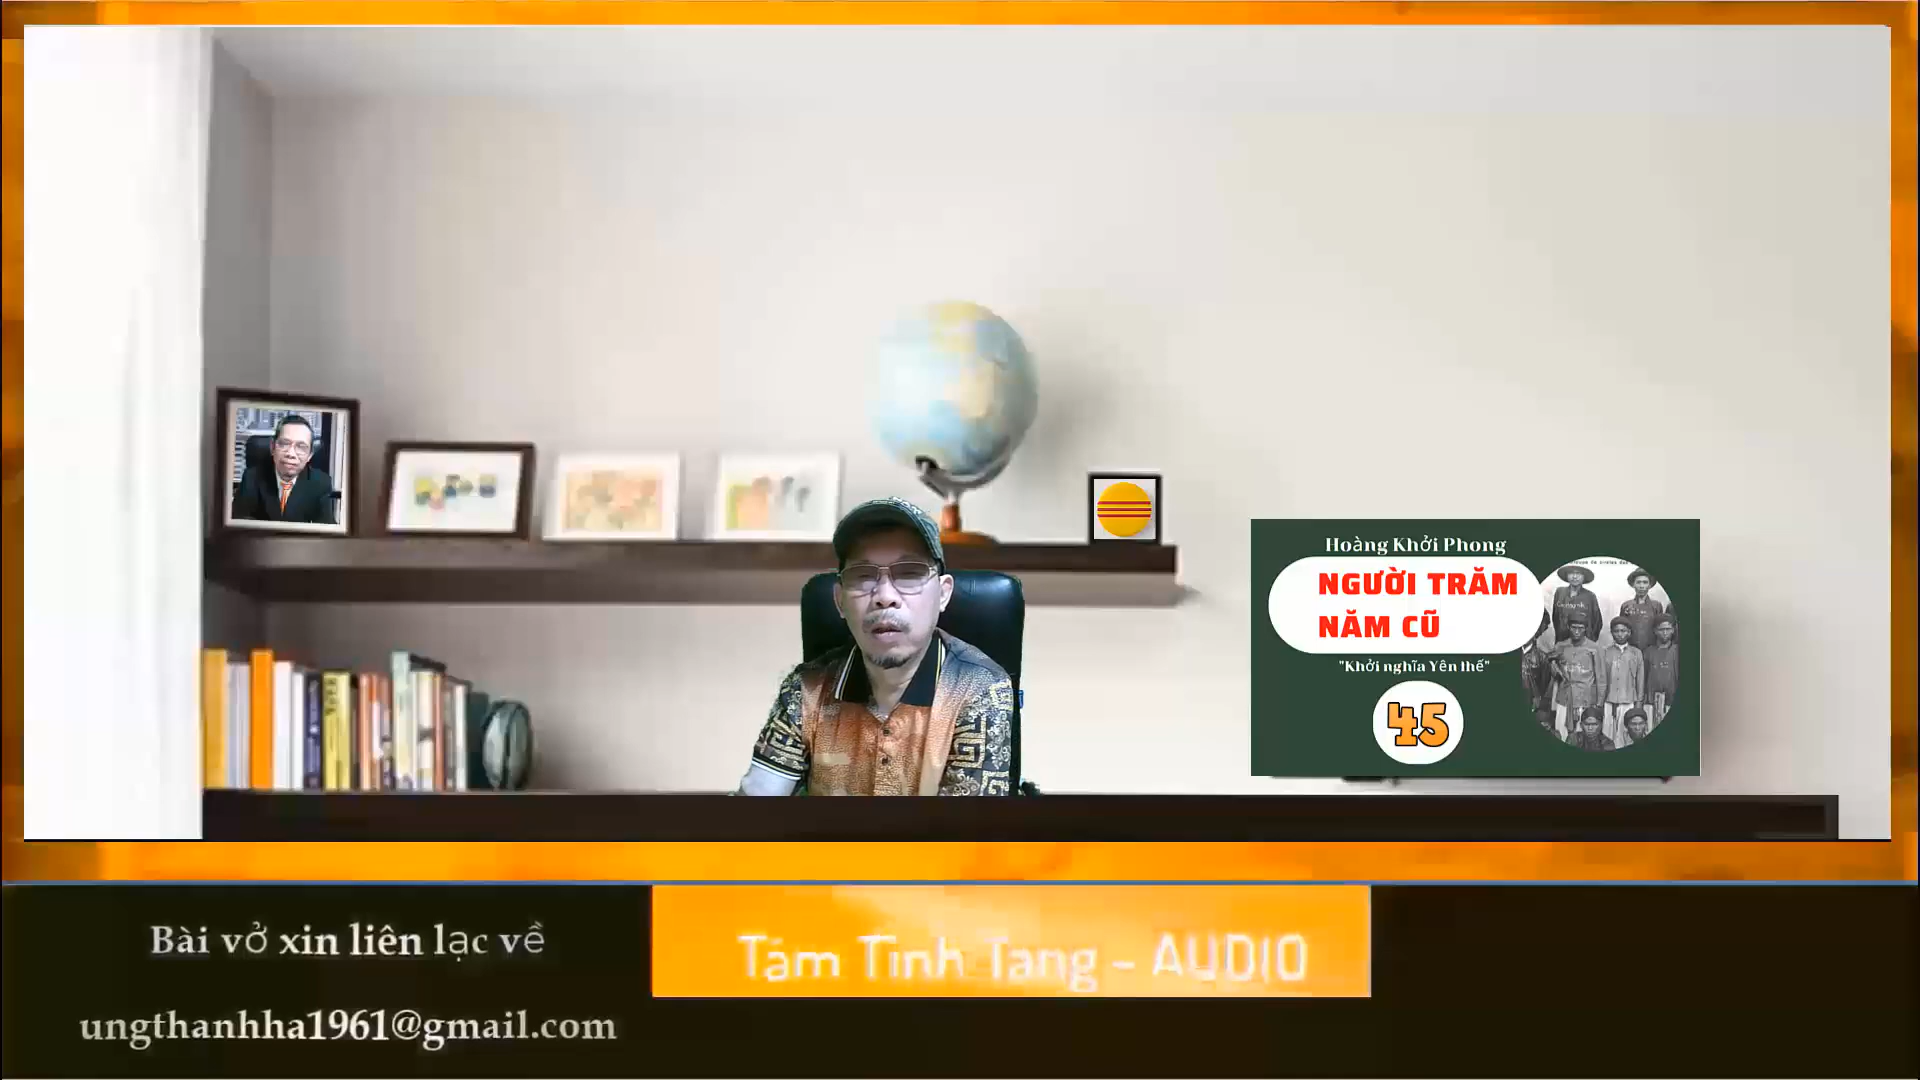 Hoàng Khởi Phong
NGƯỜI TRĂM
NĂM CŨ
"Khởi nghĩa Yên thế"
45
Bài vở xin liên lạc về
ungthanhha1961@gmail.com
Tám Tình Tang - AUDIO